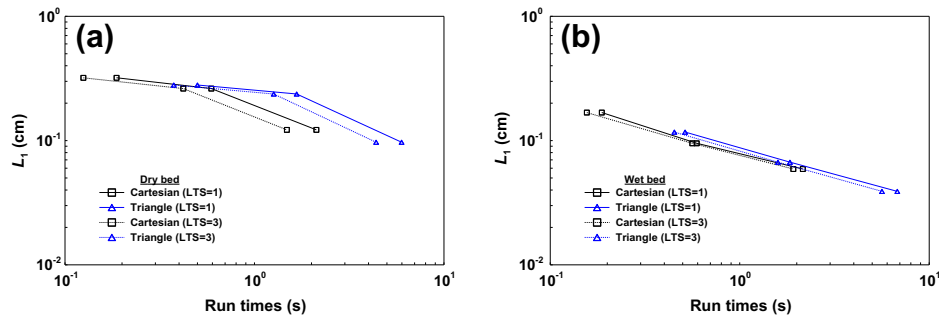 (a)
10⁰
10⁻¹
10⁻²
L₁ (cm)
Dry bed
Cartesian (LTS=1)
Triangle (LTS=1)
Cartesian (LTS=3)
Triangle (LTS=3)
10⁻¹ 10⁰ 10¹
Run times (s)
(b)
10⁰
10⁻¹
10⁻²
L₁ (cm)
Wet bed
Cartesian (LTS=1)
Triangle (LTS=1)
Cartesian (LTS=3)
Triangle (LTS=3)
10⁻¹ 10⁰ 10¹
Run times (s)